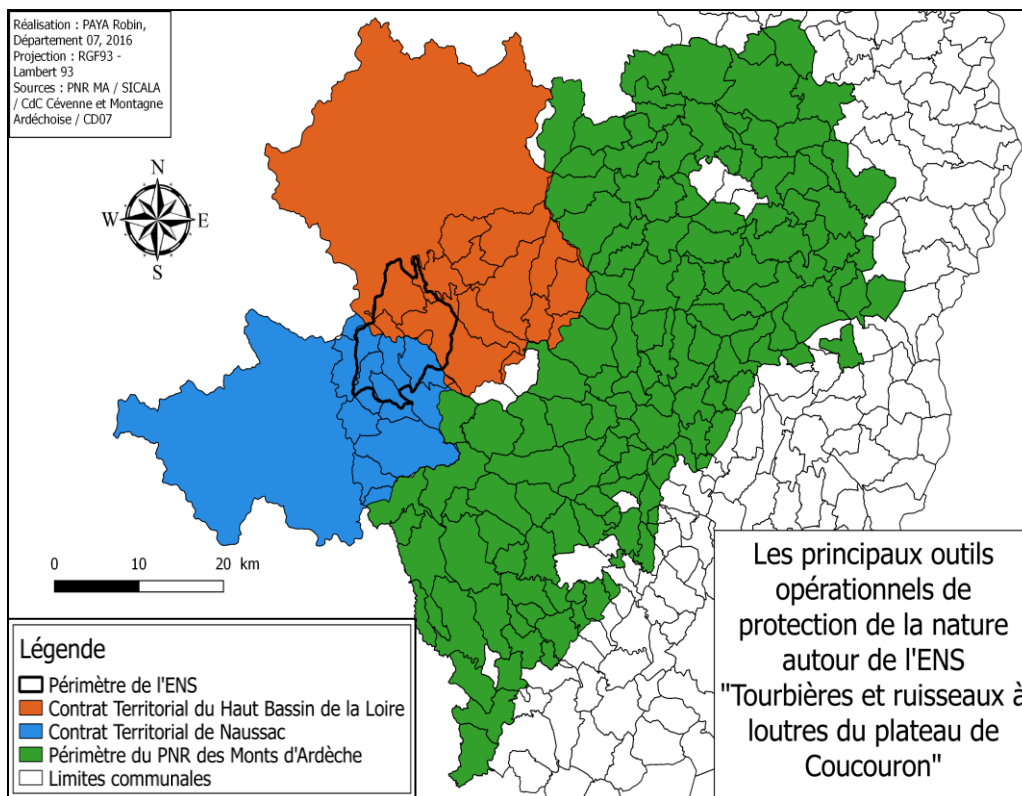 Réalisation : PAYA Robin,
Département 07, 2016
Projection : RGF93 -
Lambert 93
Sources : PNR MA / SICALA
/ CdC Cévenne et Montagne
Ardéchoise / CD07
N
W E
S
0 10 20 km
Légende
Périmètre de l'ENS
Contrat Territorial du Haut Bassin de la Loire
Contrat Territorial de Naussac
Périmètre du PNR des Monts d'Ardèche
Limites communales
Les principaux outils
opérationnels de
protection de la nature
autour de l'ENS
"Tourbières et ruisseaux à
loutres du plateau de
Coucouron"